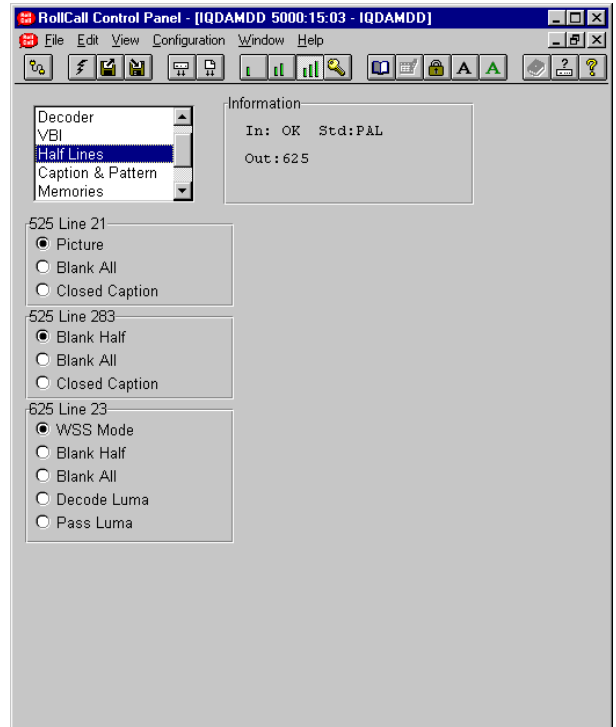 RollCall Control Panel - [IQDAMDD 5000:15:03 - IQDAMDD]
File Edit View Configuration Window Help
A A
Decoder
VBI
Half Lines
Caption & Pattern
Memories
Information
In: OK Std:PAL
Out:625
525 Line 21
Picture
Blank All
Closed Caption
525 Line 283
Blank Half
Blank All
Closed Caption
625 Line 23
WSS Mode
Blank Half
Blank All
Decode Luma
Pass Luma